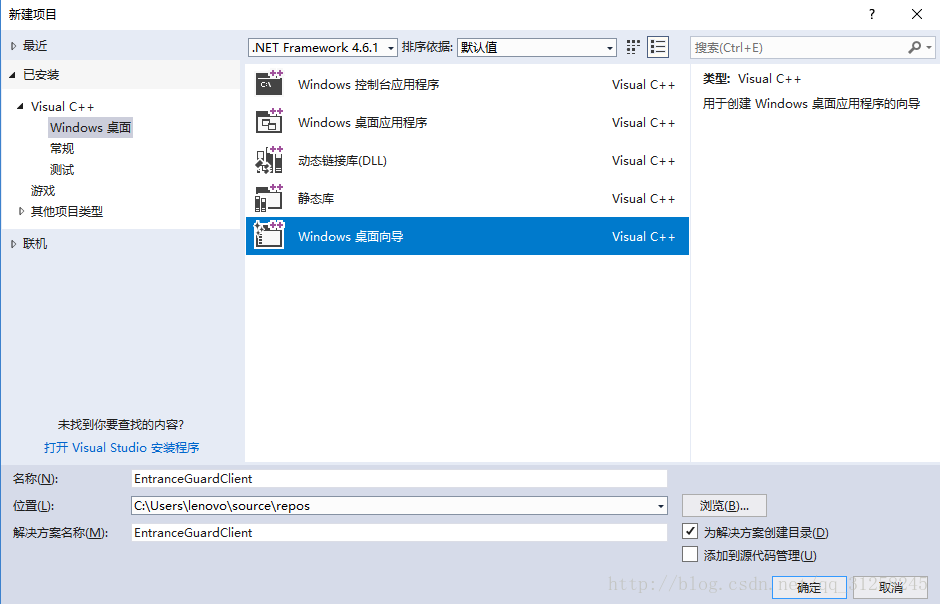 新建项目
?
最近
.NET Framework 4.6.1 排序依据: 默认值
搜索(Ctrl+E)
已安装
Visual C++
Windows 桌面
常规
测试
游戏
其他项目类型
联机
未找到你要查找的内容?
打开 Visual Studio 安装程序
Windows 控制台应用程序 Visual C++
Windows 桌面应用程序 Visual C++
动态链接库(DLL) Visual C++
静态库 Visual C++
Windows 桌面向导 Visual C++
类型: Visual C++
用于创建 Windows 桌面应用程序的向导
名称(N): EntranceGuardClient
位置(L): C:\Users\lenovo\source\repos 浏览(B)...
解决方案名称(M): EntranceGuardClient
为解决方案创建目录(D)
添加到源代码管理(U)
确定 取消